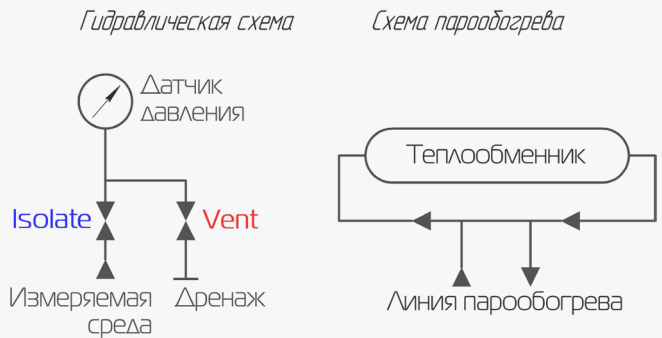 Гидравлическая схема
Схема парообогрева
Датчик
давления
Isolate
Vent
Измеряемая
среда
Дренаж
Теплообменник
Линия парообогрева